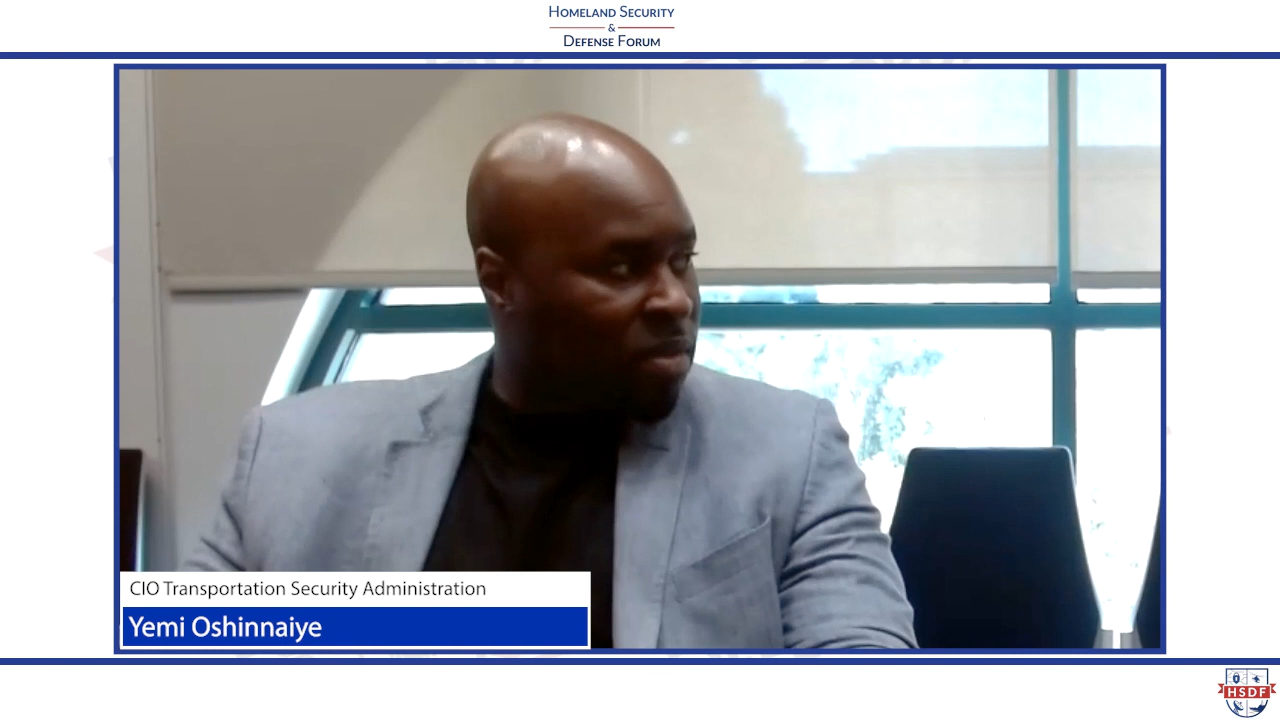 HOMELAND SECURITY
&
DEFENSE FORUM
CIO Transportation Security Administration
Yemi Oshinnaiye
HSDF